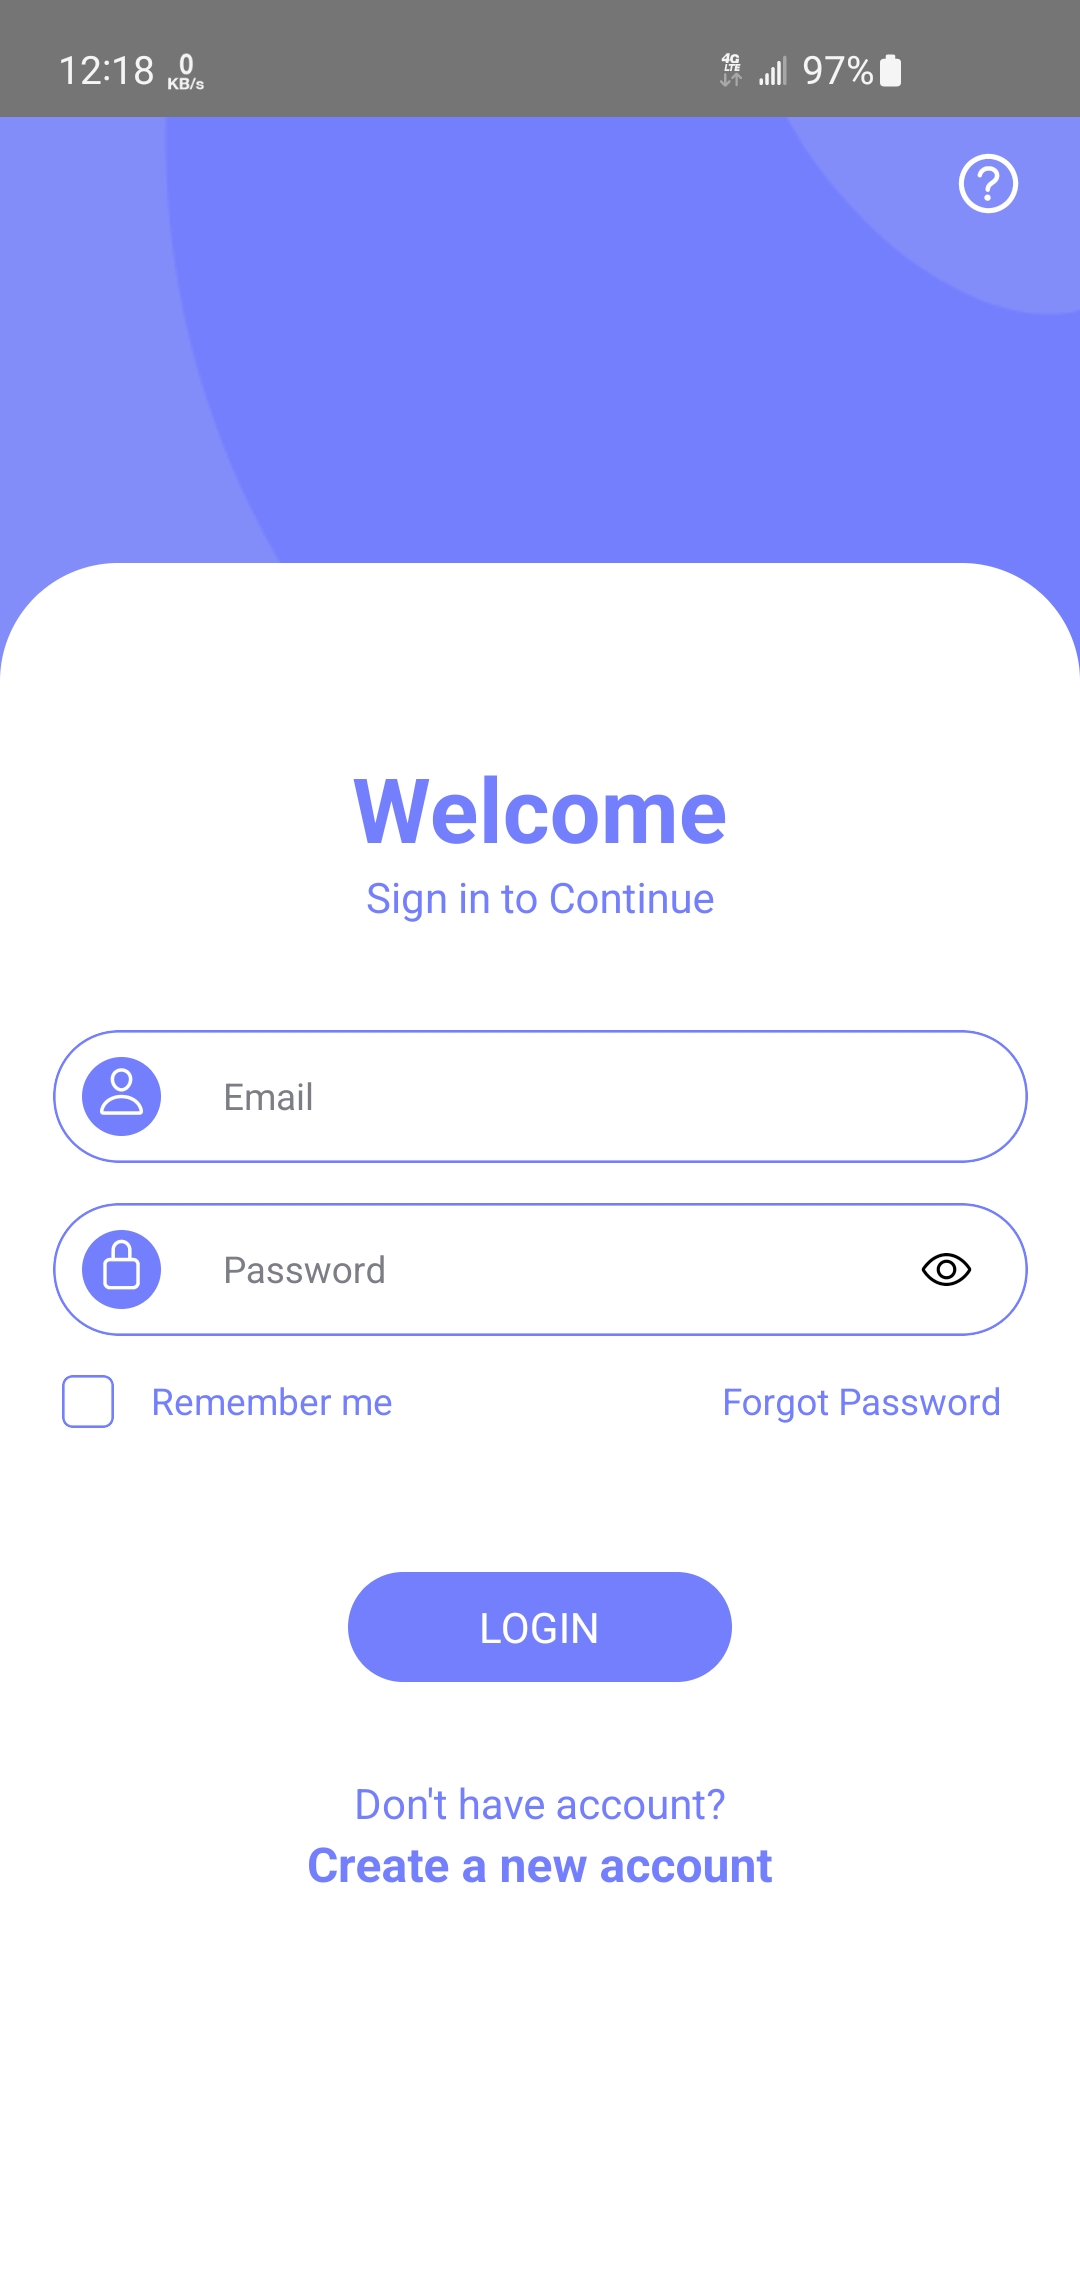 12:18 0 KB/s 4G LTE 97%
Welcome
Sign in to Continue
Email
Password
Remember me Forgot Password
LOGIN
Don't have account?
Create a new account